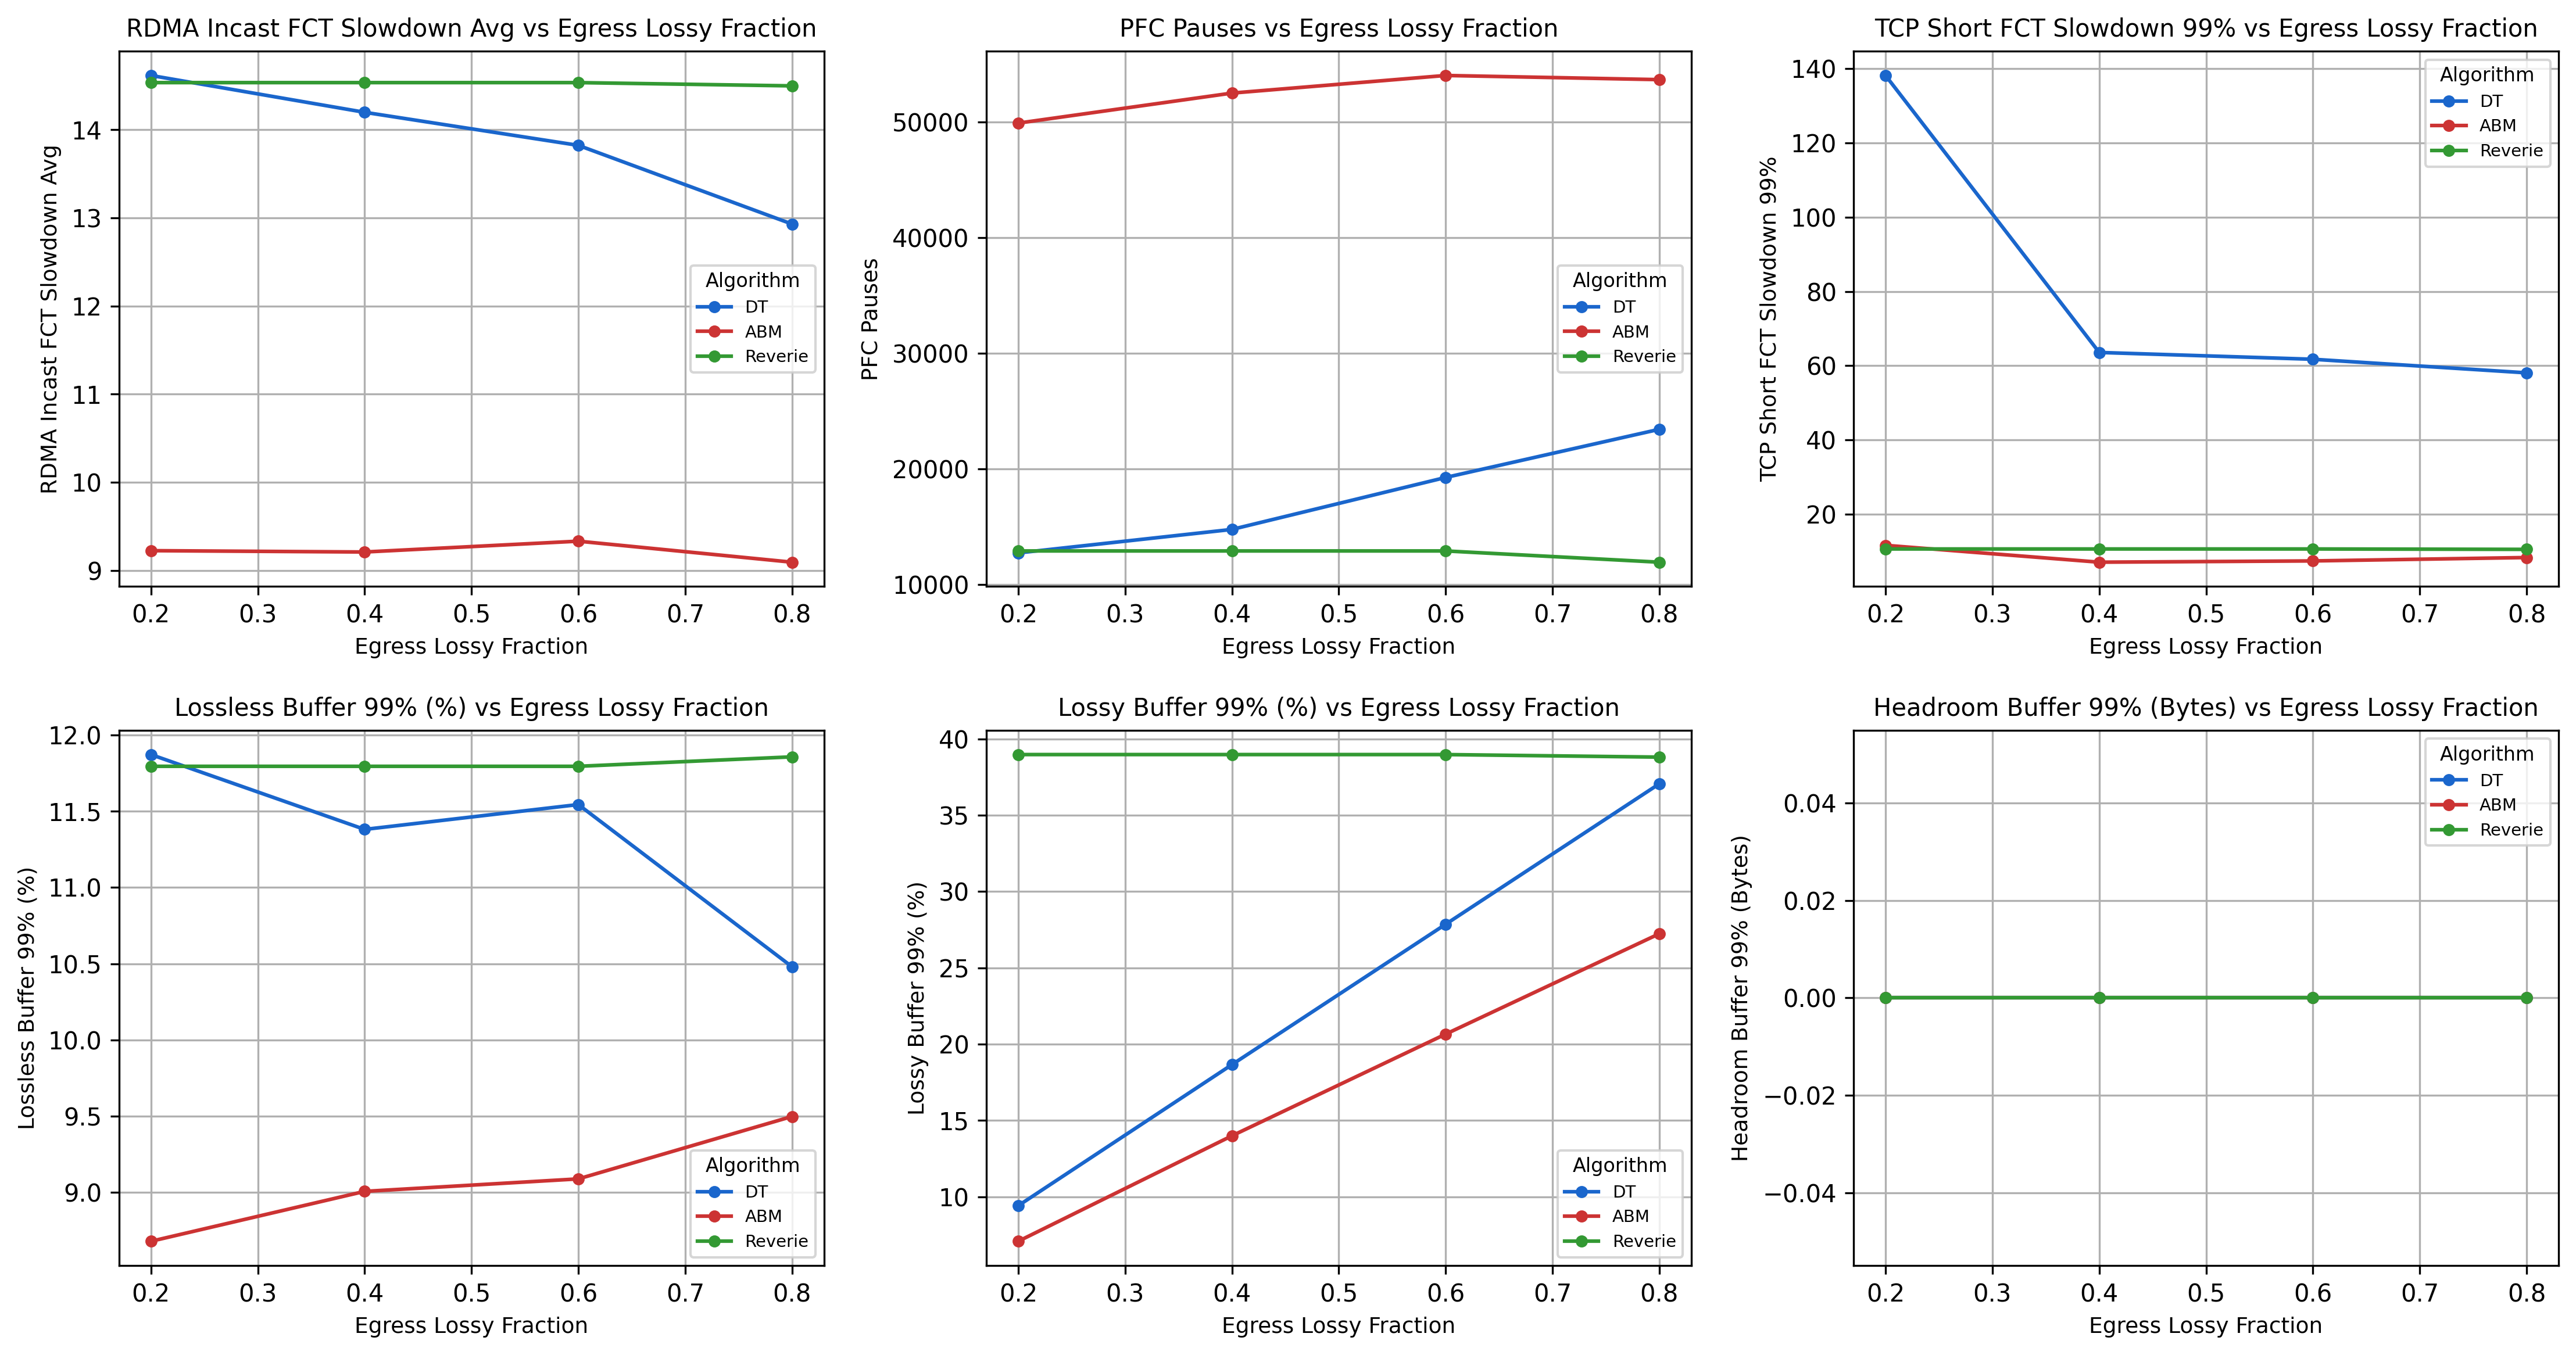 RDMA Incast FCT Slowdown Avg vs Egress Lossy Fraction
RDMA Incast FCT Slowdown Avg
14
13
12
11
10
9
Algorithm
DT
ABM
Reverie
0.2 0.3 0.4 0.5 0.6 0.7 0.8
Egress Lossy Fraction
PFC Pauses vs Egress Lossy Fraction
PFC Pauses
50000
40000
30000
20000
10000
Algorithm
DT
ABM
Reverie
0.2 0.3 0.4 0.5 0.6 0.7 0.8
Egress Lossy Fraction
TCP Short FCT Slowdown 99% vs Egress Lossy Fraction
TCP Short FCT Slowdown 99%
140
120
100
80
60
40
20
Algorithm
DT
ABM
Reverie
0.2 0.3 0.4 0.5 0.6 0.7 0.8
Egress Lossy Fraction
Lossless Buffer 99% (%) vs Egress Lossy Fraction
Lossless Buffer 99% (%)
12.0
11.5
11.0
10.5
10.0
9.5
9.0
Algorithm
DT
ABM
Reverie
0.2 0.3 0.4 0.5 0.6 0.7 0.8
Egress Lossy Fraction
Lossy Buffer 99% (%) vs Egress Lossy Fraction
Lossy Buffer 99% (%)
40
35
30
25
20
15
10
Algorithm
DT
ABM
Reverie
0.2 0.3 0.4 0.5 0.6 0.7 0.8
Egress Lossy Fraction
Headroom Buffer 99% (Bytes) vs Egress Lossy Fraction
Headroom Buffer 99% (Bytes)
0.04
0.02
0.00
−0.02
−0.04
Algorithm
DT
ABM
Reverie
0.2 0.3 0.4 0.5 0.6 0.7 0.8
Egress Lossy Fraction